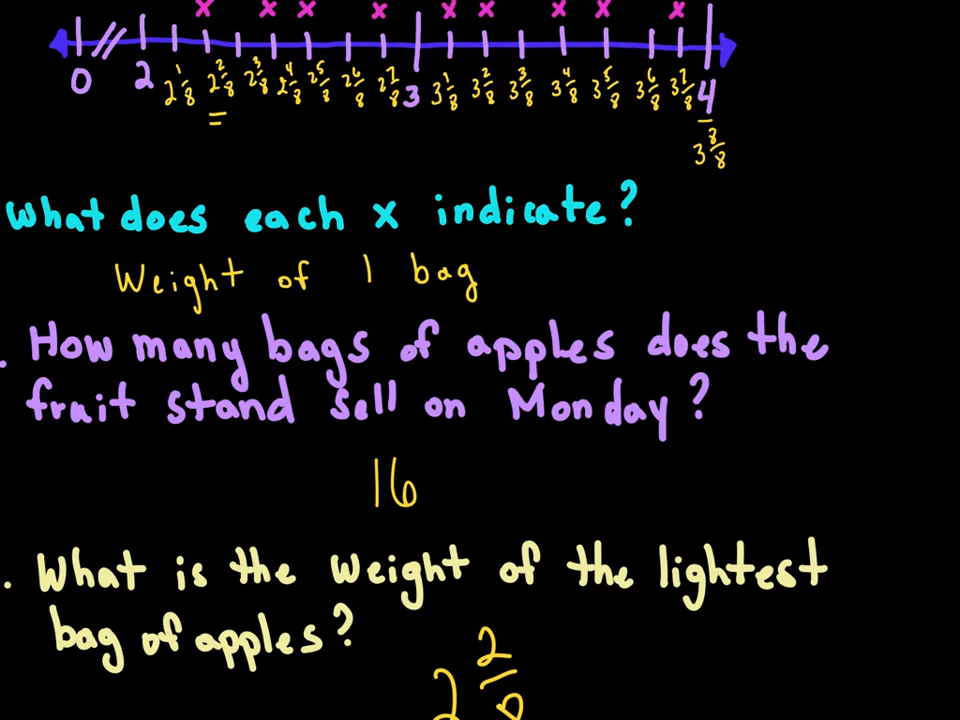 x x x x x x x x x
0 2 2 1/8 2 2/8 2 3/8 2 4/8 2 5/8 2 6/8 2 7/8 3 3 1/8 3 2/8 3 3/8 3 4/8 3 5/8 3 6/8 3 7/8 4
=
3 8/8
What does each x indicate?
Weight of 1 bag
. How many bags of apples does the
fruit stand sell on Monday?
16
. What is the weight of the lightest
bag of apples?
2 2/8